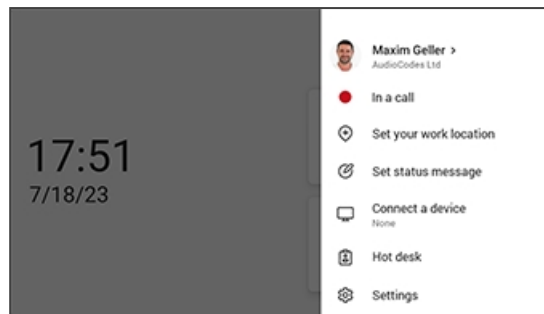 17:51
7/18/23
Maxim Geller >
AudioCodes Ltd
In a call
Set your work location
Set status message
Connect a device
None
Hot desk
Settings